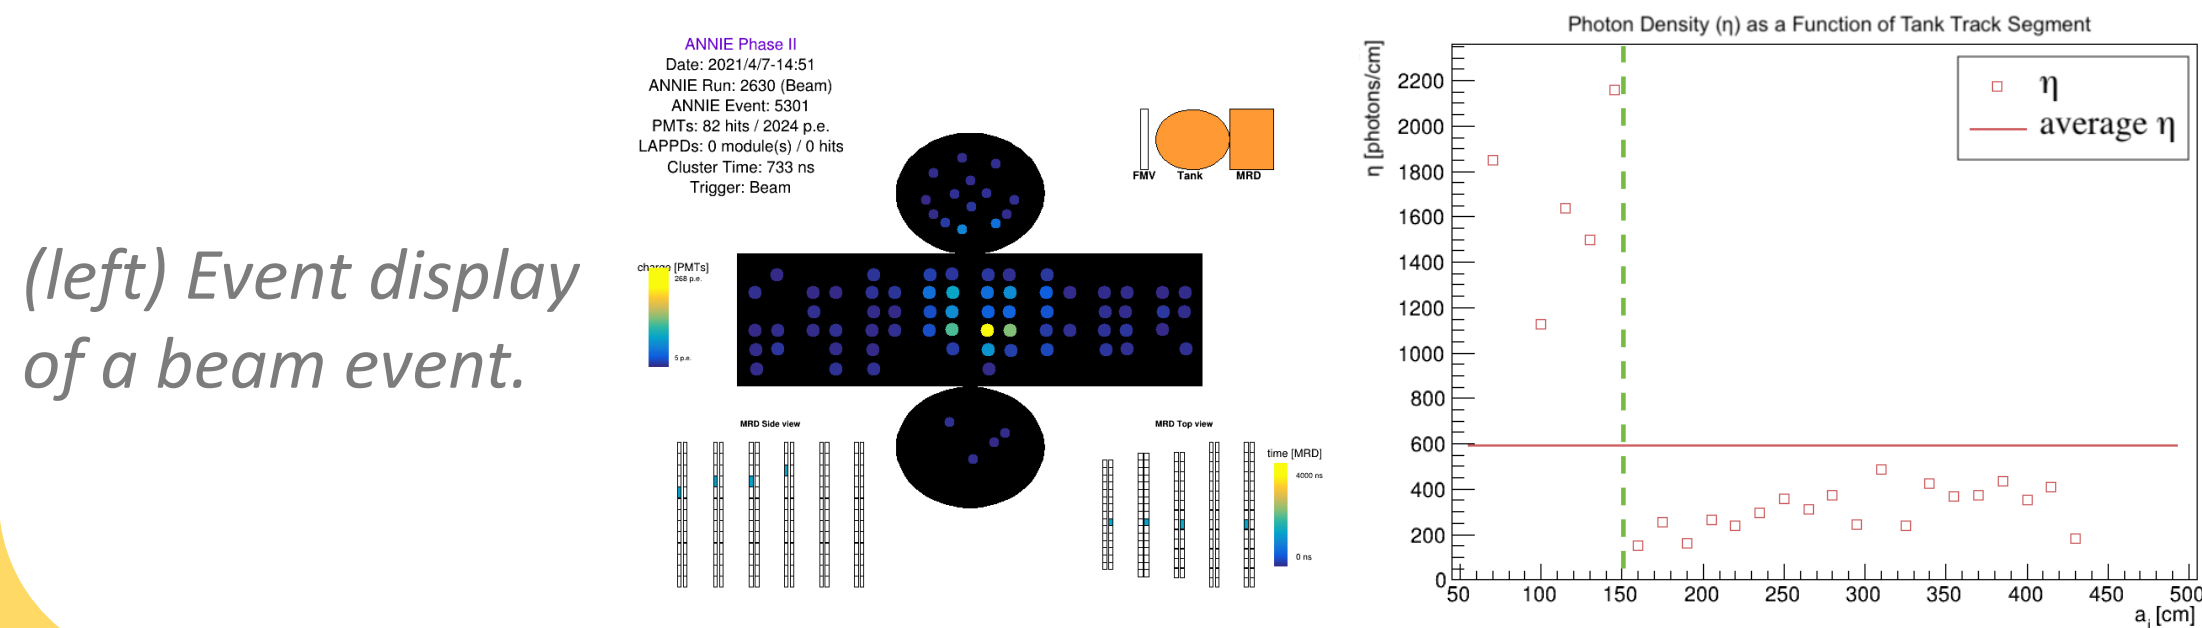 (left) Event display
of a beam event.
ANNIE Phase II
Date: 2021/4/7-14:51
ANNIE Run: 2630 (Beam)
ANNIE Event: 5301
PMTs: 82 hits / 2024 p.e.
LAPPDs: 0 module(s) / 0 hits
Cluster Time: 733 ns
Trigger: Beam
FMV Tank MRD
charge [PMTs]
268 p.e.
5 p.e.
MRD Side view
MRD Top view
time [MRD]
4000 ns
0 ns
Photon Density (η) as a Function of Tank Track Segment
η [photons/cm]
η
average η
2200
2000
1800
1600
1400
1200
1000
800
600
400
200
0
50 100 150 200 250 300 350 400 450 500
a_i [cm]